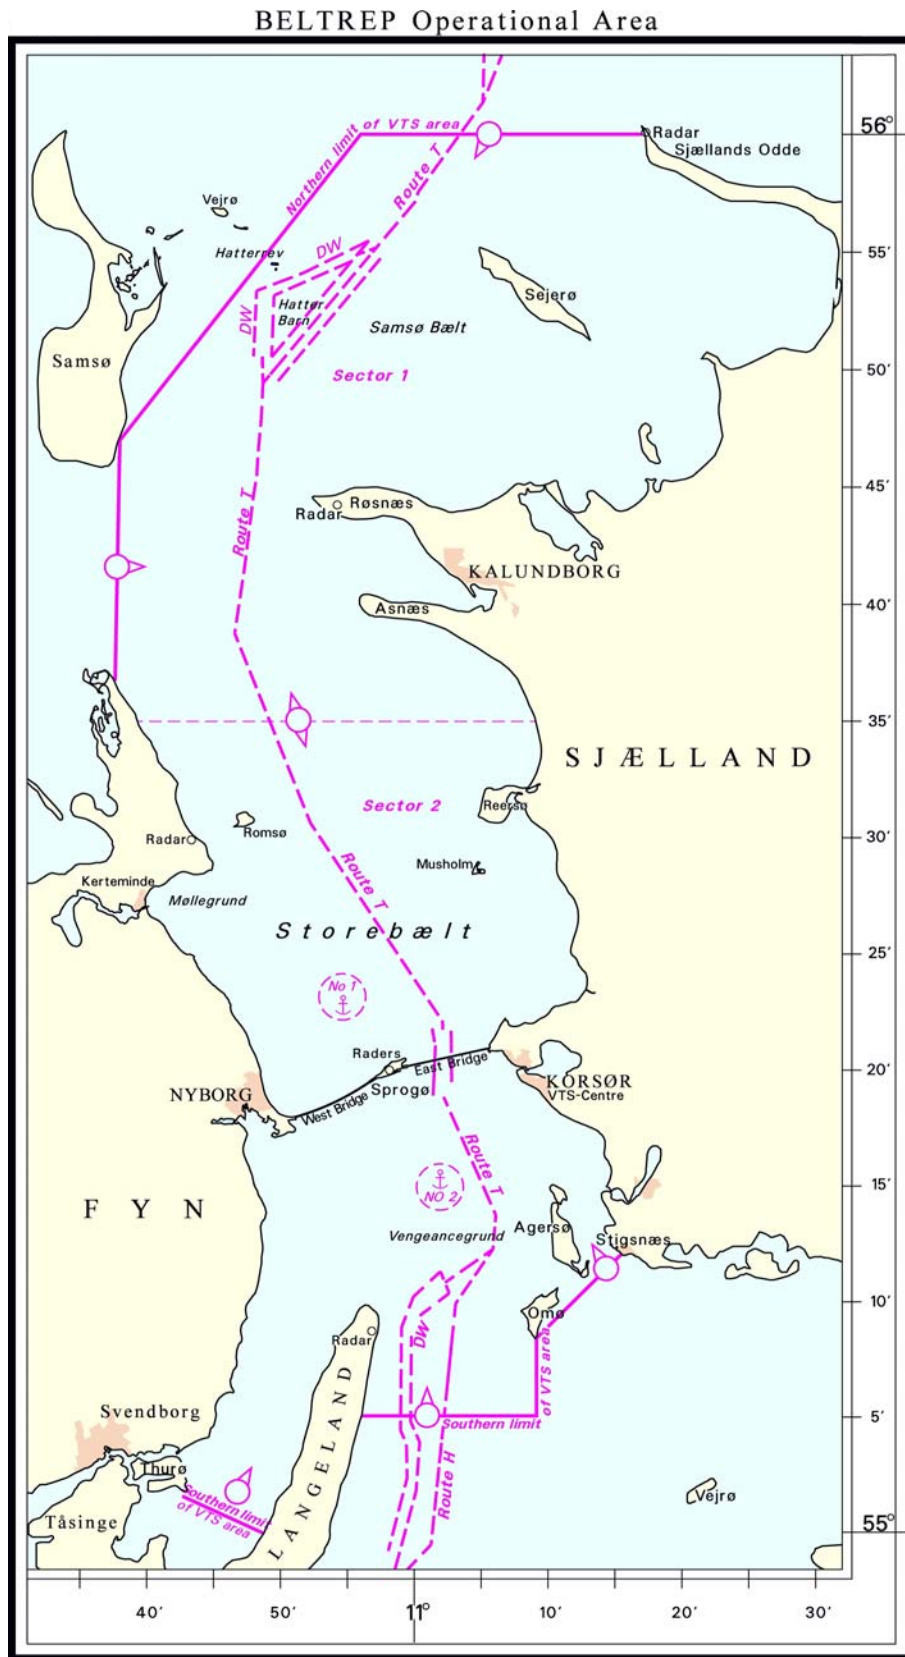 BELTREP Operational Area
56°
Northern limit
of VTS area
Radar
Sjællands Odde
Route T
Vejrø
DW
Hatterrev
55′
Sejerø
Hatter
Barn
DW
Samsø Bælt
Samsø
Sector 1
50′
45′
Route T
Røsnæs
Radar
KALUNDBORG
Asnæs
40′
35′
SJÆLLAND
Sector 2
Reersø
Romsø
Radar
30′
Route T
Musholm
Kerteminde
Møllegrund
Storebælt
25′
No 1
Raders
East Bridge
20′
NYBORG
West Bridge
Sprogø
KORSØR
VTS-Centre
Route T
15′
NO 2
FYN
Agersø
Vengeancegrund
Stigsnæs
10′
Omø
DW
Radar
of VTS area
Svendborg
5′
Southern limit
LANGELAND
Route H
Thurø
Southern limit
of VTS area
Vejrø
Tåsinge
55°
40′
50′
11°
10′
20′
30′